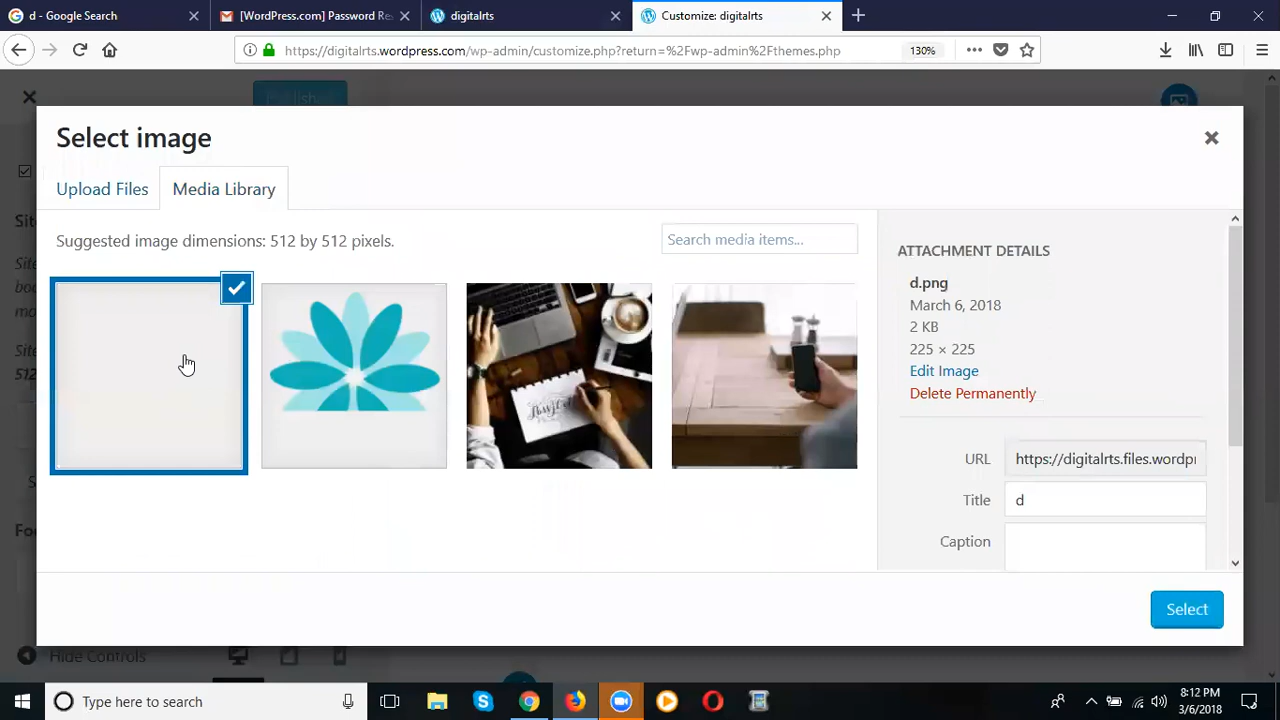 d - Google Search
[WordPress.com] Password Re
digitalrts
Customize: digitalrts
https://digitalrts.wordpress.com/wp-admin/customize.php?return=%2Fwp-admin%2Fthemes.php
130%
Select image
Upload Files
Media Library
Suggested image dimensions: 512 by 512 pixels.
Search media items...
ATTACHMENT DETAILS
d.png
March 6, 2018
2 KB
225 × 225
Edit Image
Delete Permanently
URL
https://digitalrts.files.wordpr
Title
d
Caption
Select
Hide Controls
Type here to search
8:12 PM
3/6/2018